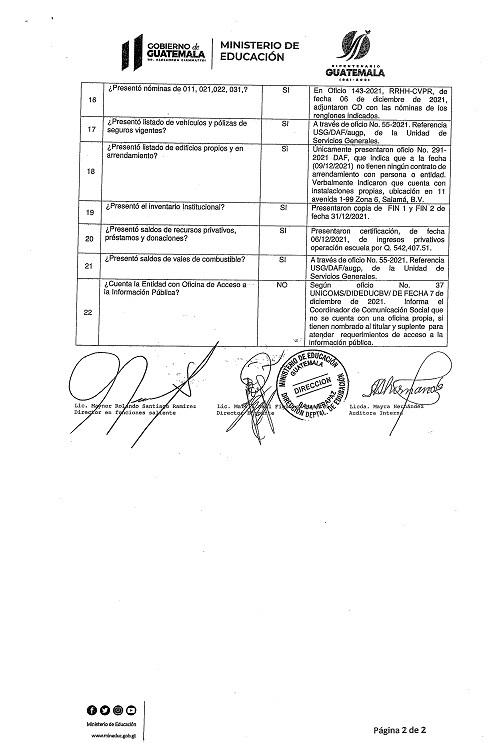 GOBIERNO de
GUATEMALA
DR. ALEJANDRO GIAMMATTEI
MINISTERIO DE
EDUCACIÓN
BICENTENARIO
GUATEMALA
1821-2021
16
¿Presentó nóminas de 011, 021,022, 031,?
SI
En Oficio 143-2021, RRHH-CVPR, de
fecha 06 de diciembre de 2021,
adjuntaron CD con las nóminas de los
renglones indicados.
17
¿Presentó listado de vehículos y pólizas de
seguros vigentes?
SI
A través de oficio No. 55-2021. Referencia
USG/DAF/augp, de la Unidad de
Servicios Generales.
18
¿Presentó listado de edificios propios y en
arrendamiento?
SI
Únicamente presentaron oficio No. 291-
2021 DAF, que indica que a la fecha
(09/12/2021) no tienen ningún contrato de
arrendamiento con persona o entidad.
Verbalmente indicaron que cuenta con
instalaciones propias, ubicación en 11
avenida 1-99 Zona 6, Salamá, B.V.
19
¿Presentó el inventario Institucional?
SI
Presentaron copia de FIN 1 y FIN 2 de
fecha 31/12/2021.
20
¿Presentó saldos de recursos privativos,
préstamos y donaciones?
SI
Presentaron certificación, de fecha
06/12/2021, de ingresos privativos
operación escuela por Q. 542,407.51.
21
¿Presentó saldos de vales de combustible?
SI
A través de oficio No. 55-2021. Referencia
USG/DAF/augp, de la Unidad de
Servicios Generales.
22
¿Cuenta la Entidad con Oficina de Acceso a
la Información Pública?
NO
Según oficio No. 37
UNICOMS/DIDEDUCBV/ DE FECHA 7 de
diciembre de 2021. Informa el
Coordinador de Comunicación Social que
no se cuenta con una oficina propia, si
tienen nombrado al titular y suplente para
atender requerimientos de acceso a la
información pública.
MINISTERIO DE EDUCACIÓN
GUATEMALA
DIRECCION
BAJA VERAPAZ
DIRECCIÓN DEPTAL. DE EDUCACIÓN
Lic. Maynor Rolando Santiago Ramírez
Director en funciones saliente
Lic.
Director
Licda. Mayra Hernández
Auditora Interna
Ministerio de Educación
www.mineduc.gob.gt
Página 2 de 2